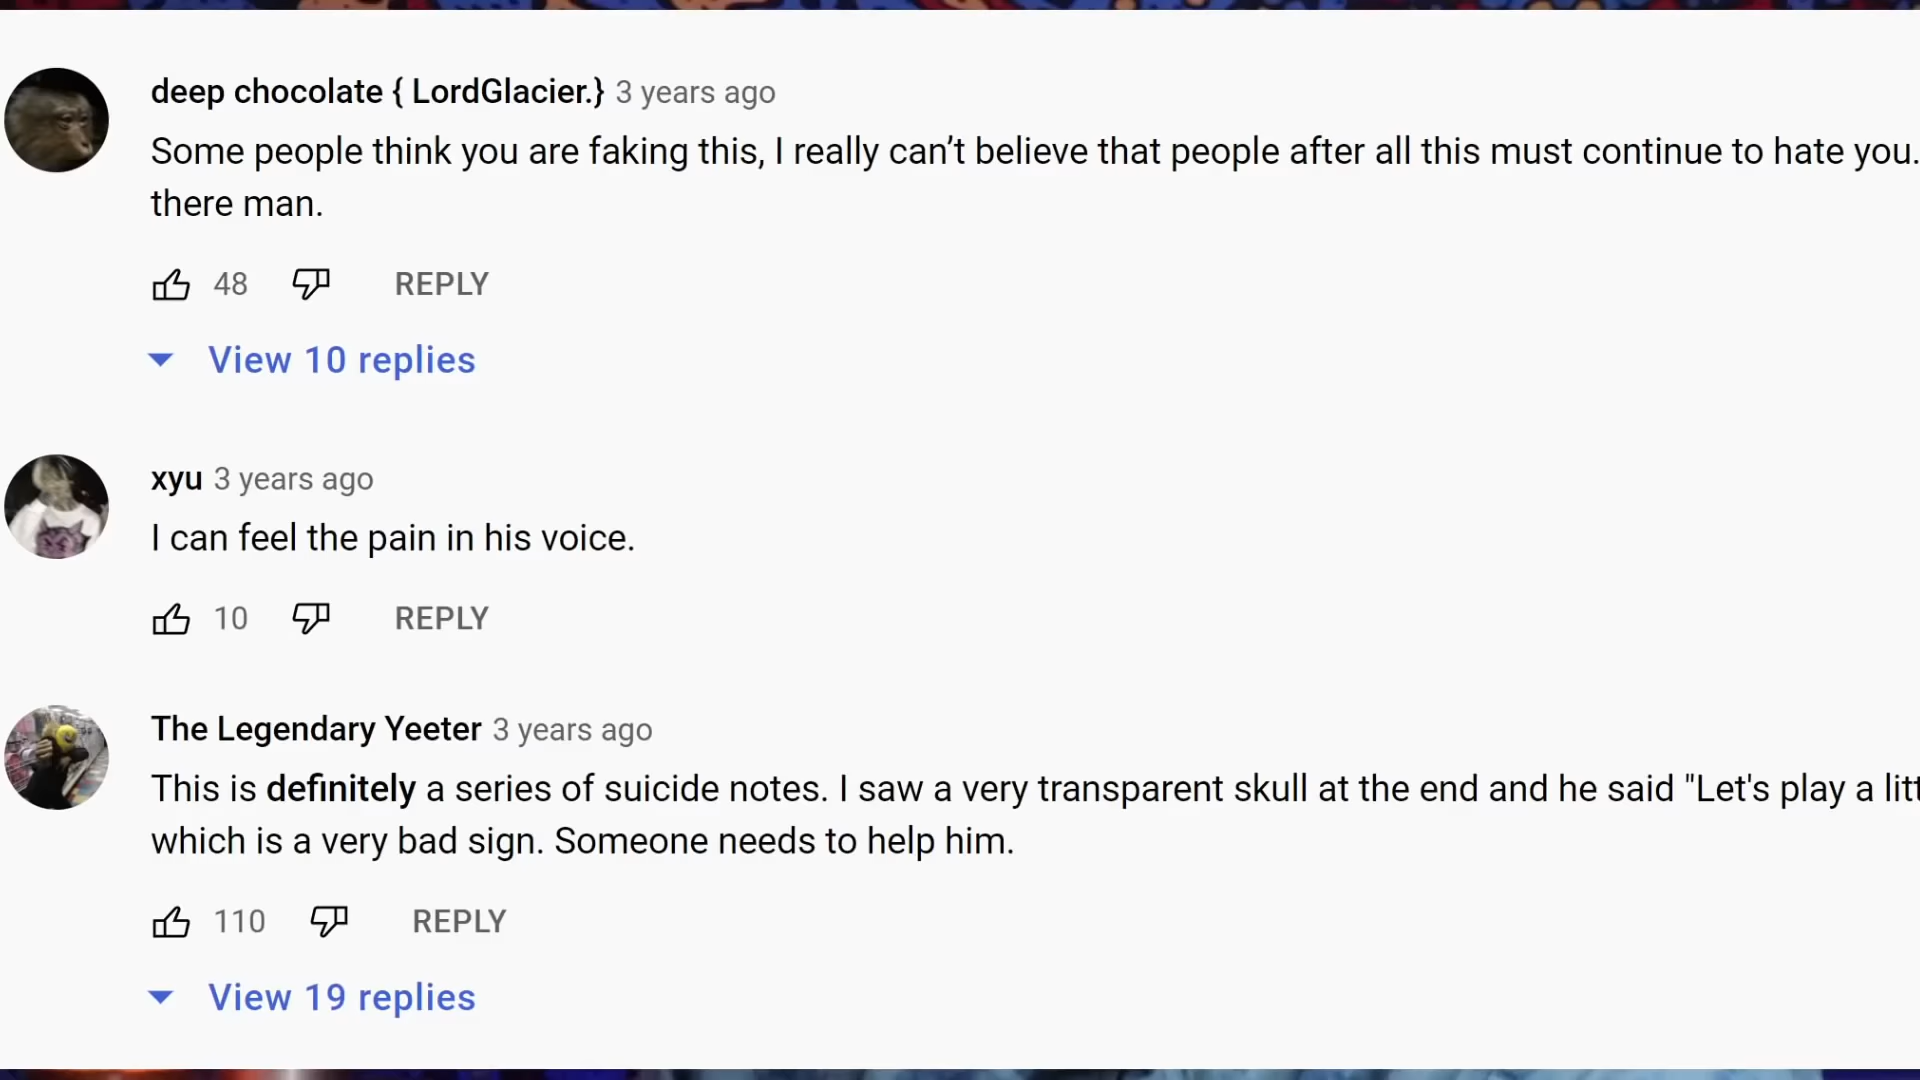 deep chocolate { LordGlacier.} 3 years ago
Some people think you are faking this, I really can’t believe that people after all this must continue to hate you.
there man.
48 REPLY
View 10 replies
xyu 3 years ago
I can feel the pain in his voice.
10 REPLY
The Legendary Yeeter 3 years ago
This is definitely a series of suicide notes. I saw a very transparent skull at the end and he said "Let's play a
which is a very bad sign. Someone needs to help him.
110 REPLY
View 19 replies